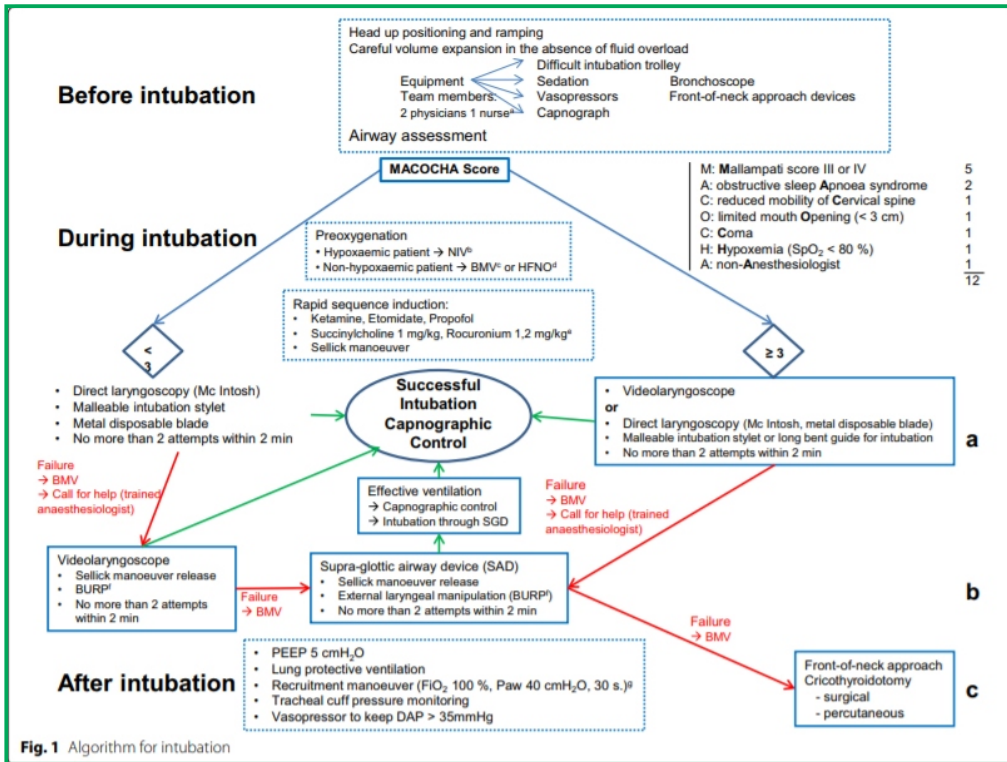 Head up positioning and ramping
Careful volume expansion in the absence of fluid overload
Difficult intubation trolley
Equipment
Sedation
Bronchoscope
Before intubation
Team members:
Vasopressors
Front-of-neck approach devices
2 physicians 1 nurseª
Capnograph
Airway assessment
MACOCHA Score
M: Mallampati score III or IV 5
A: obstructive sleep Apnoea syndrome 2
C: reduced mobility of Cervical spine 1
O: limited mouth Opening (< 3 cm) 1
C: Coma 1
H: Hypoxemia (SpO₂ < 80 %) 1
A: non-Anesthesiologist 1
12
During intubation
Preoxygenation
• Hypoxaemic patient → NIVᵇ
• Non-hypoxaemic patient → BMVᶜ or HFNOᵈ
Rapid sequence induction:
• Ketamine, Etomidate, Propofol
• Succinylcholine 1 mg/kg, Rocuronium 1,2 mg/kgᵉ
• Sellick manoeuver
<
3
≥ 3
• Direct laryngoscopy (Mc Intosh)
• Malleable intubation stylet
• Metal disposable blade
• No more than 2 attempts within 2 min
Successful
Intubation
Capnographic
Control
• Videolaryngoscope
or
• Direct laryngoscopy (Mc Intosh, metal disposable blade)
• Malleable intubation stylet or long bent guide for intubation
• No more than 2 attempts within 2 min
a
Failure
→ BMV
→ Call for help (trained
anaesthesiologist)
Effective ventilation
→ Capnographic control
→ Intubation through SGD
Failure
→ BMV
→ Call for help (trained
anaesthesiologist)
Videolaryngoscope
• Sellick manoeuver release
• BURPᶠ
• No more than 2 attempts
within 2 min
Failure
→ BMV
Supra-glottic airway device (SAD)
• Sellick manoeuver release
• External laryngeal manipulation (BURPᶠ)
• No more than 2 attempts within 2 min
b
Failure
→ BMV
Front-of-neck approach
Cricothyroidotomy
- surgical
- percutaneous
c
After intubation
• PEEP 5 cmH₂O
• Lung protective ventilation
• Recruitment manoeuver (FiO₂ 100 %, Paw 40 cmH₂O, 30 s.)ᵍ
• Tracheal cuff pressure monitoring
• Vasopressor to keep DAP > 35mmHg
Fig. 1 Algorithm for intubation